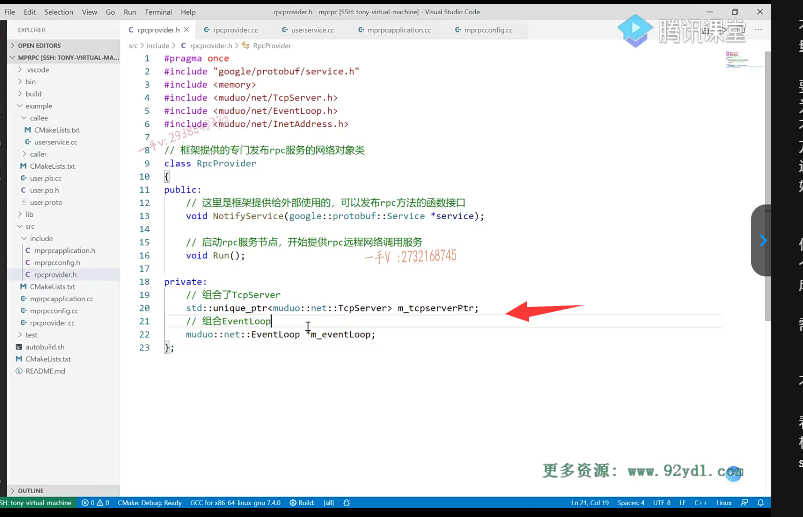 File Edit Selection View Go Run Terminal Help
rpcprovider.h - mprpc [SSH: tony-virtual-machine] - Visual Studio Code
腾讯课堂
EXPLORER
OPEN EDITORS
MPRPC [SSH: TONY-VIRTUAL-MA...
.vscode
bin
build
example
callee
CMakeLists.txt
userservice.cc
caller
CMakeLists.txt
user.pb.cc
user.pb.h
user.proto
lib
src
include
mprpcapplication.h
mprpcconfig.h
rpcprovider.h
CMakeLists.txt
mprpcapplication.cc
mprpcconfig.cc
rpcprovider.cc
test
autobuild.sh
CMakeLists.txt
README.md
OUTLINE
rpcprovider.h rpcprovider.cc userservice.cc mprpcapplication.cc mprpcconfig.cc
src > include > rpcprovider.h > RpcProvider
1 #pragma once
2 #include "google/protobuf/service.h"
3 #include <memory>
4 #include <muduo/net/TcpServer.h>
5 #include <muduo/net/EventLoop.h>
6 #include <muduo/net/InetAddress.h>
7
8 // 框架提供的专门发布rpc服务的网络对象类
9 class RpcProvider
10 {
11 public:
12 // 这里是框架提供给外部使用的，可以发布rpc方法的函数接口
13 void NotifyService(google::protobuf::Service *service);
14
15 // 启动rpc服务节点，开始提供rpc远程网络调用服务
16 void Run();
一手V :2732168745
17
18 private:
19 // 组合了TcpServer
20 std::unique_ptr<muduo::net::TcpServer> m_tcpserverPtr;
21 // 组合EventLoop
22 muduo::net::EventLoop *m_eventLoop;
23 };
更多资源: www.92ydl.com
SH: tony-virtual-machine 0 0 CMake: Debug: Ready GCC for x86_64-linux-gnu 7.4.0 Build: [all] Ln 21, Col 19 Spaces: 4 UTF-8 LF C++ Linux